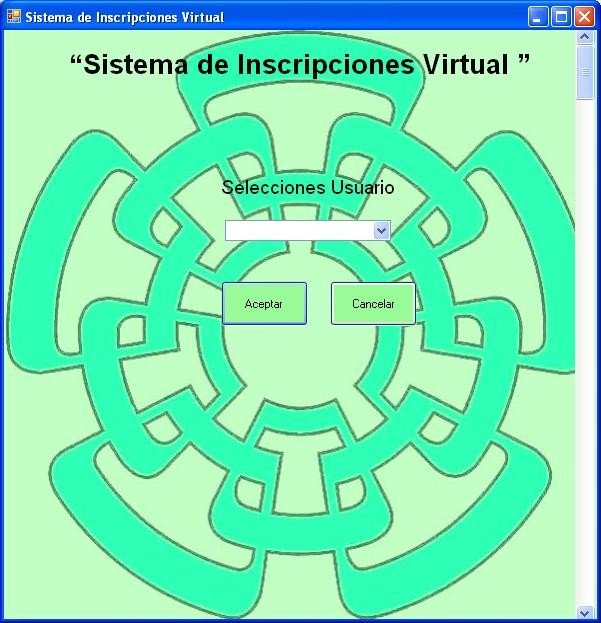 Sistema de Inscripciones Virtual
“Sistema de Inscripciones Virtual ”
Selecciones Usuario
Aceptar
Cancelar